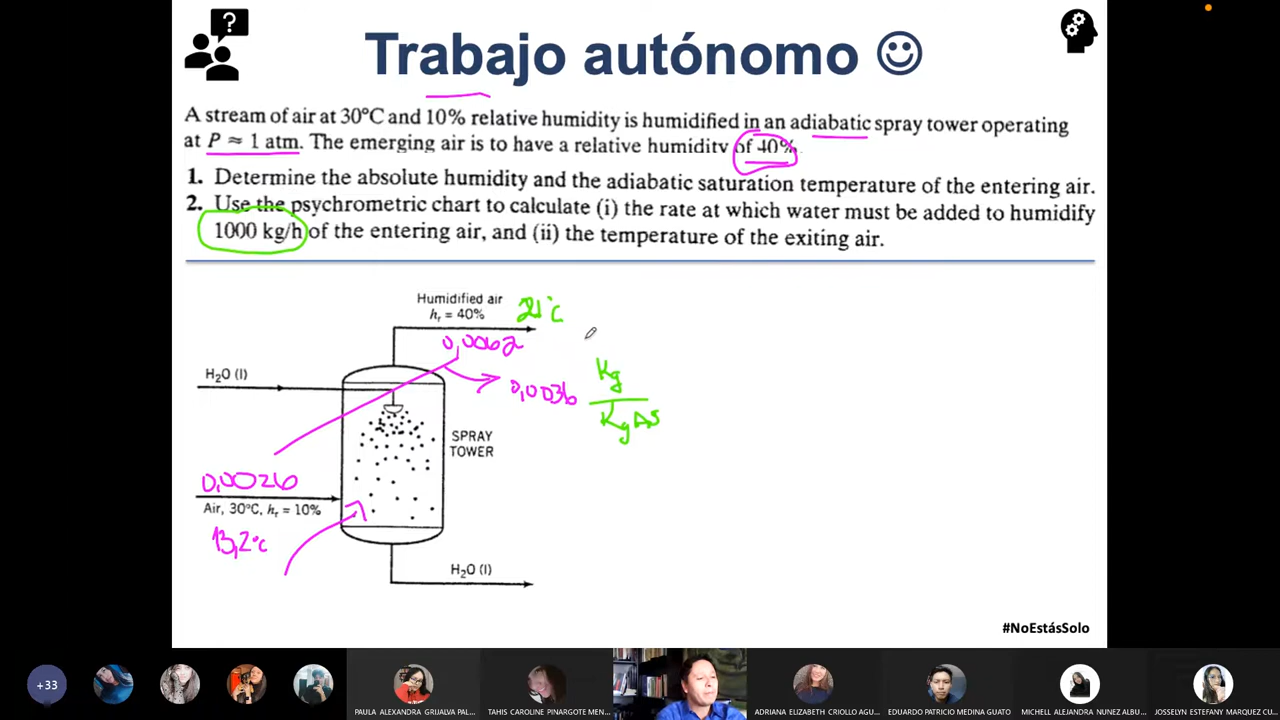 Trabajo autónomo
A stream of air at 30°C and 10% relative humidity is humidified in an adiabatic spray tower operating
at P ≈ 1 atm. The emerging air is to have a relative humidity of 40%.
1. Determine the absolute humidity and the adiabatic saturation temperature of the entering air.
2. Use the psychrometric chart to calculate (i) the rate at which water must be added to humidify
1000 kg/h of the entering air, and (ii) the temperature of the exiting air.
Humidified air
hr = 40%
21°C
0,0062
H₂O (l)
0,0036
Kg
KgAS
SPRAY
TOWER
0,0026
Air, 30°C, hr = 10%
13,2°C
H₂O (l)
#NoEstásSolo
+33
PAULA ALEXANDRA GRIJALVA PAL...
TAHIS CAROLINE PINARGOTE MEN...
ADRIANA ELIZABETH CRIOLLO AGU...
EDUARDO PATRICIO MEDINA GUATO
MICHELL ALEJANDRA NUNEZ ALBU...
JOSSELYN ESTEFANY MARQUEZ CU...